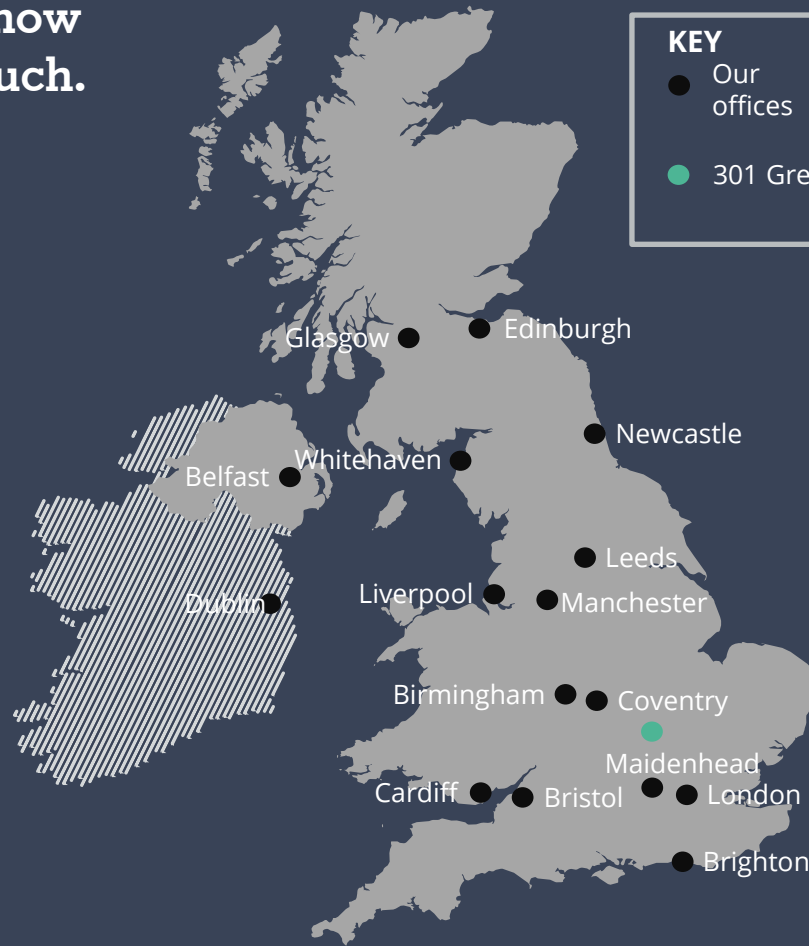 now
uch.
KEY
Our
offices
301 Gre
Glasgow
Edinburgh
Newcastle
Whitehaven
Belfast
Leeds
Dublin
Liverpool
Manchester
Birmingham
Coventry
Maidenhead
Cardiff
Bristol
London
Brighton